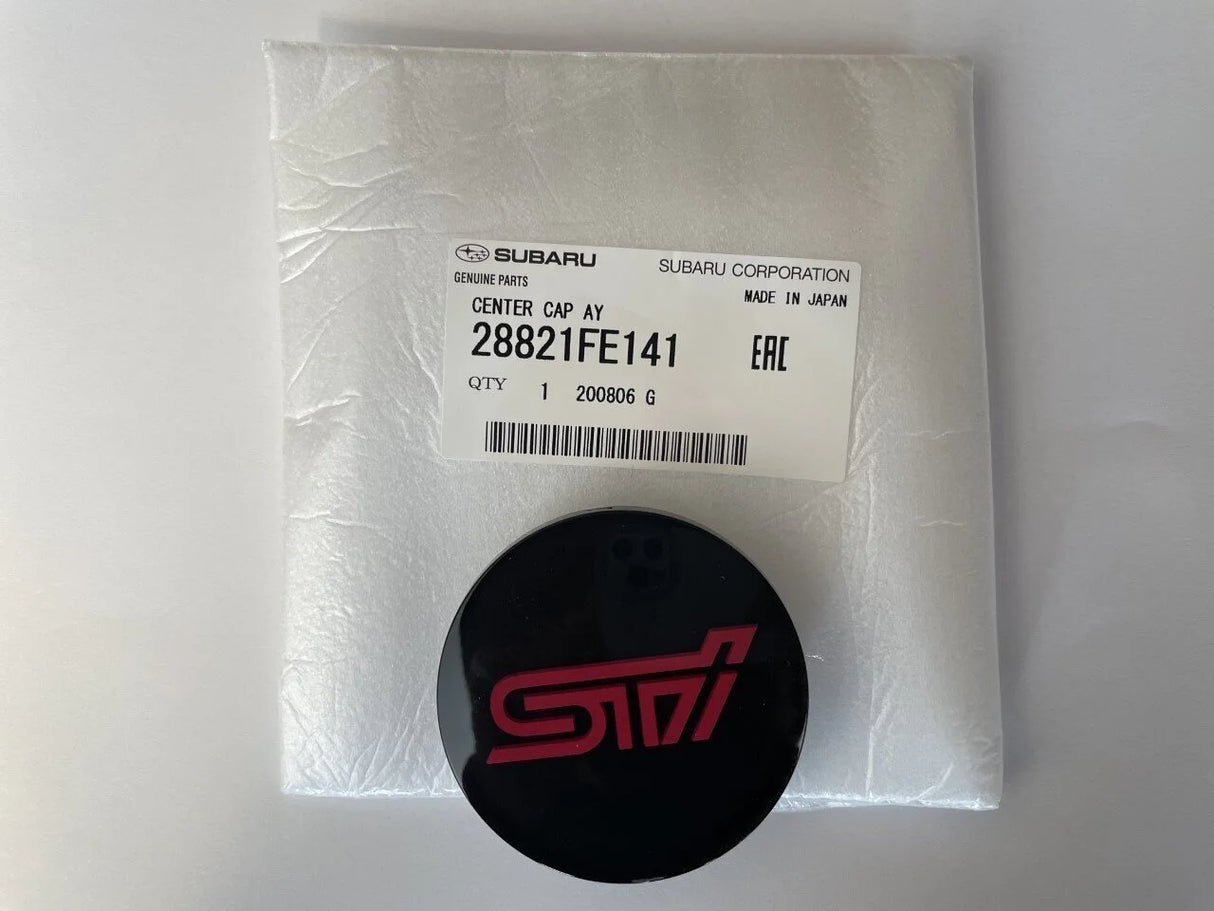 SUBARU
SUBARU CORPORATION
GENUINE PARTS
MADE IN JAPAN
CENTER CAP AY
28821FE141
EAC
QTY 1 200806 G
STi